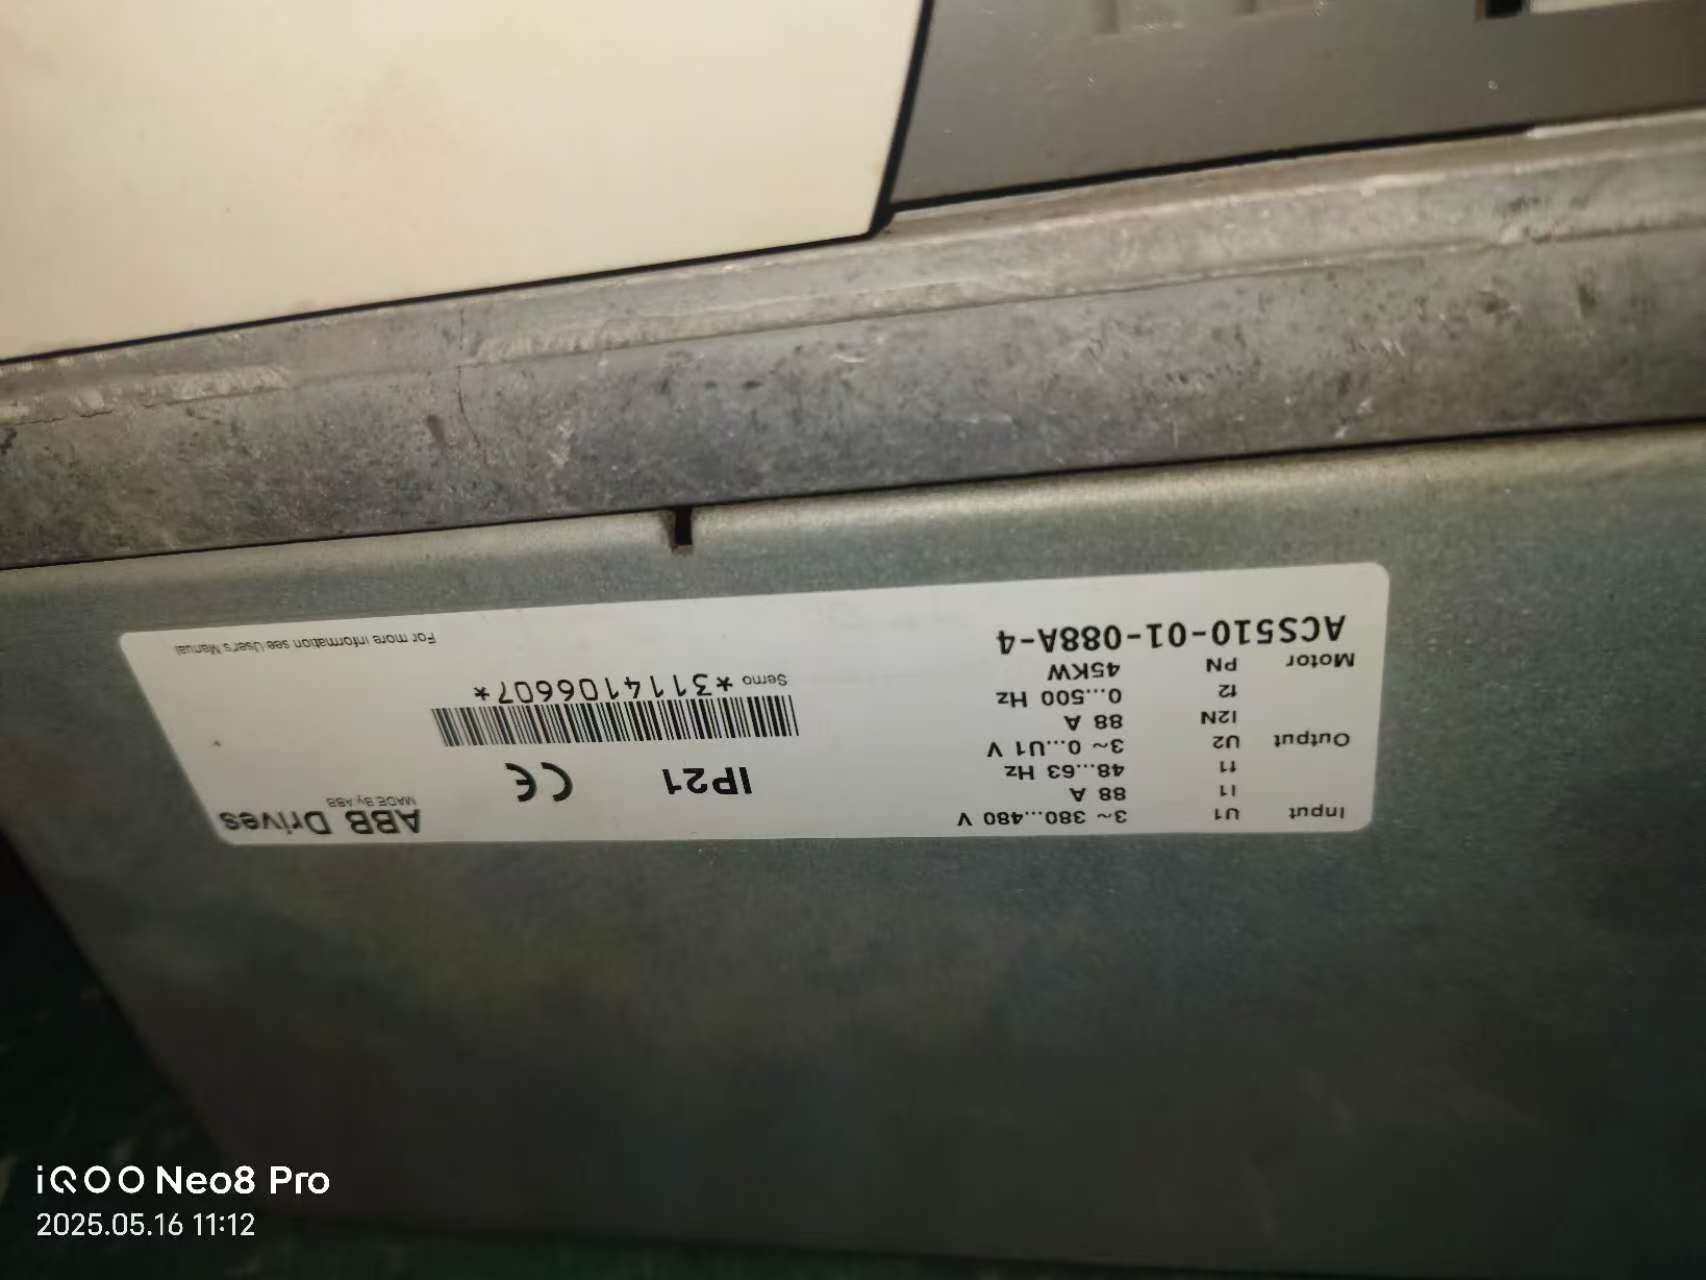 Input U1 3~ 380...480 V
I1 88 A
f1 48...63 Hz
Output U2 3~ 0...U1 V
I2N 88 A
f2 0...500 Hz
Motor PN 45KW
ACS510-01-088A-4
IP21 CE
Serno *3114106607*
ABB Drives
MADE By ABB
For more information see User's Manual
iQOO Neo8 Pro
2025.05.16 11:12